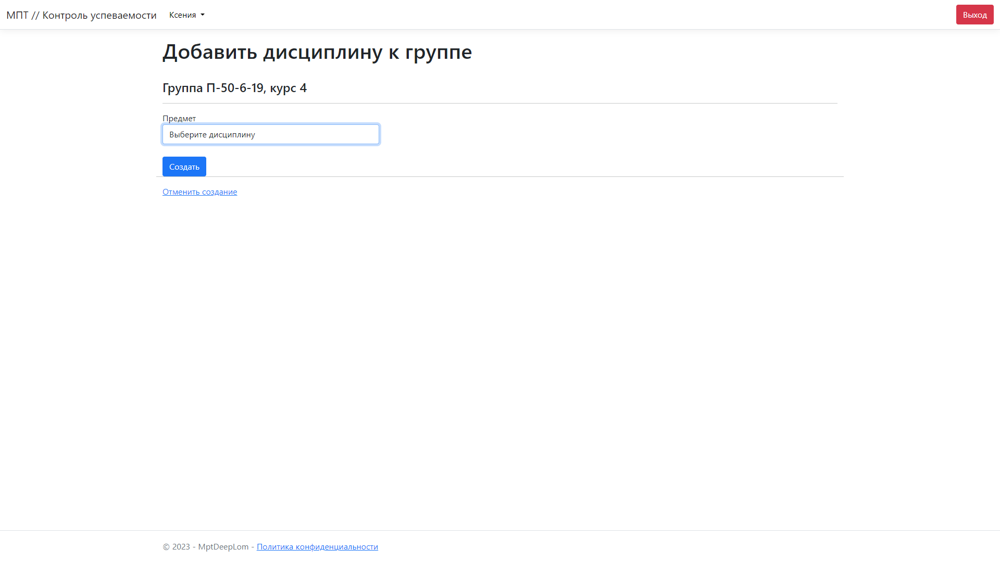 МПТ // Контроль успеваемости Ксения Выход
Добавить дисциплину к группе
Группа П-50-6-19, курс 4
Предмет
Выберите дисциплину
Создать
Отменить создание
© 2023 - MptDeepLom - Политика конфиденциальности